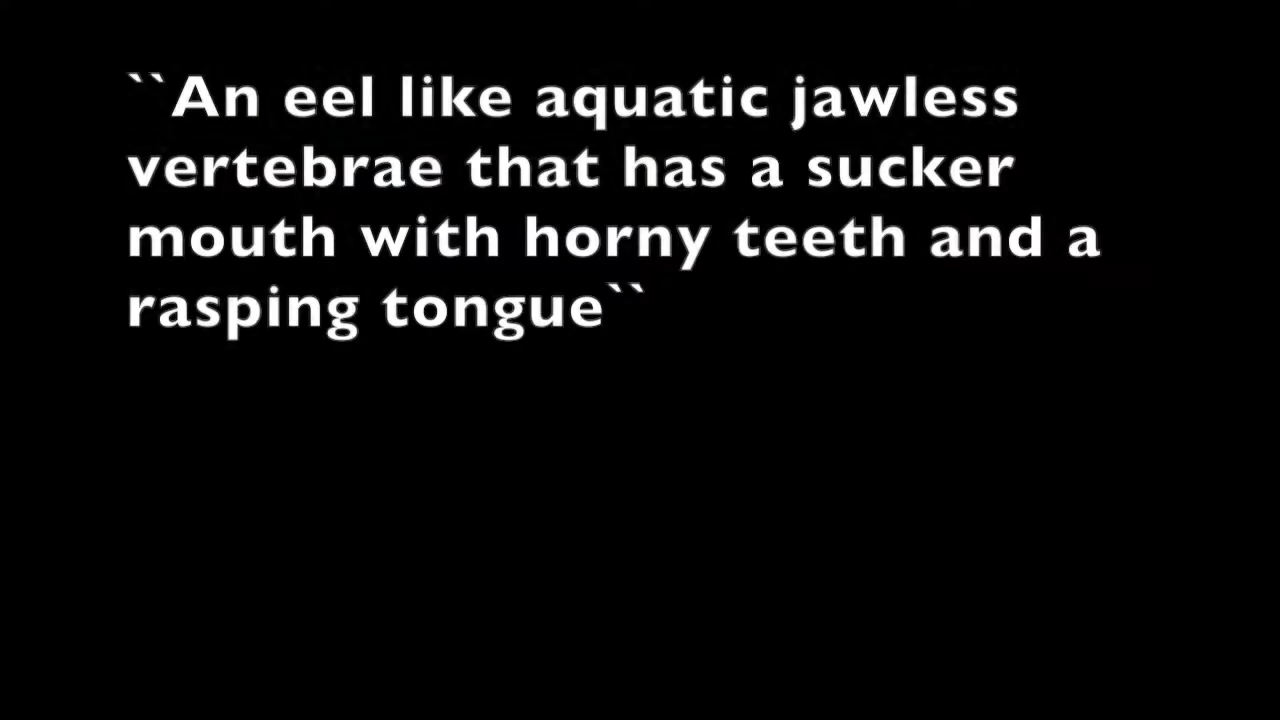 ``An eel like aquatic jawless
vertebrae that has a sucker
mouth with horny teeth and a
rasping tongue``